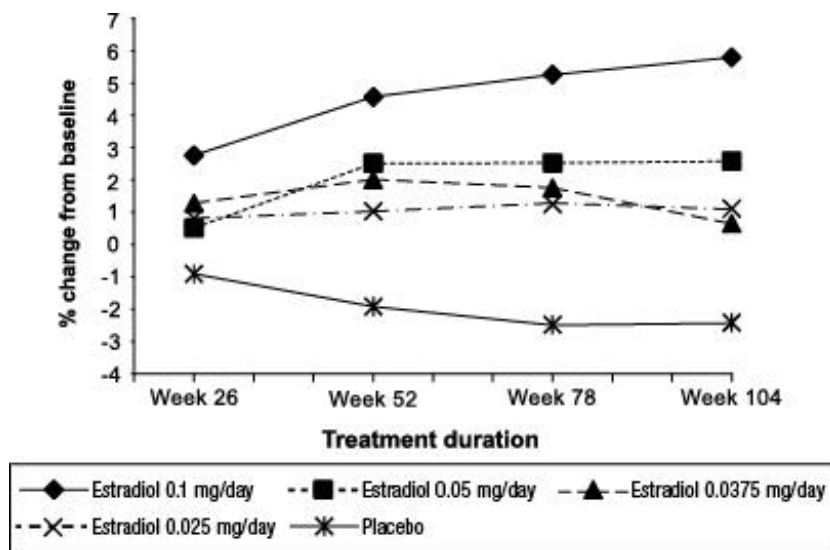 7
6
5
4
3
2
1
0
-1
-2
-3
-4
% change from baseline
Week 26 Week 52 Week 78 Week 104
Treatment duration
Estradiol 0.1 mg/day Estradiol 0.05 mg/day Estradiol 0.0375 mg/day
Estradiol 0.025 mg/day Placebo